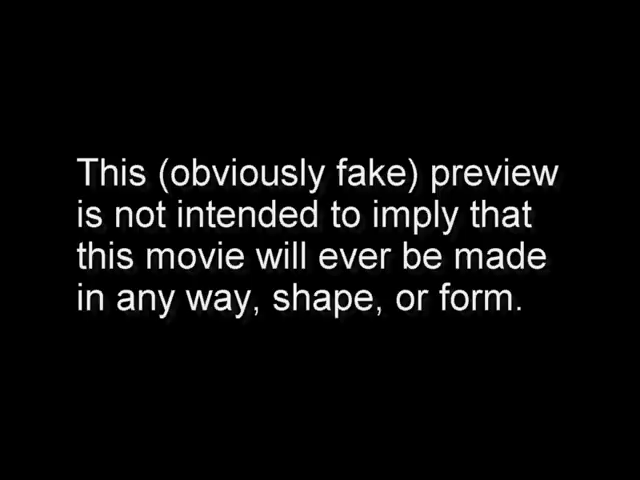 This (obviously fake) preview
is not intended to imply that
this movie will ever be made
in any way, shape, or form.